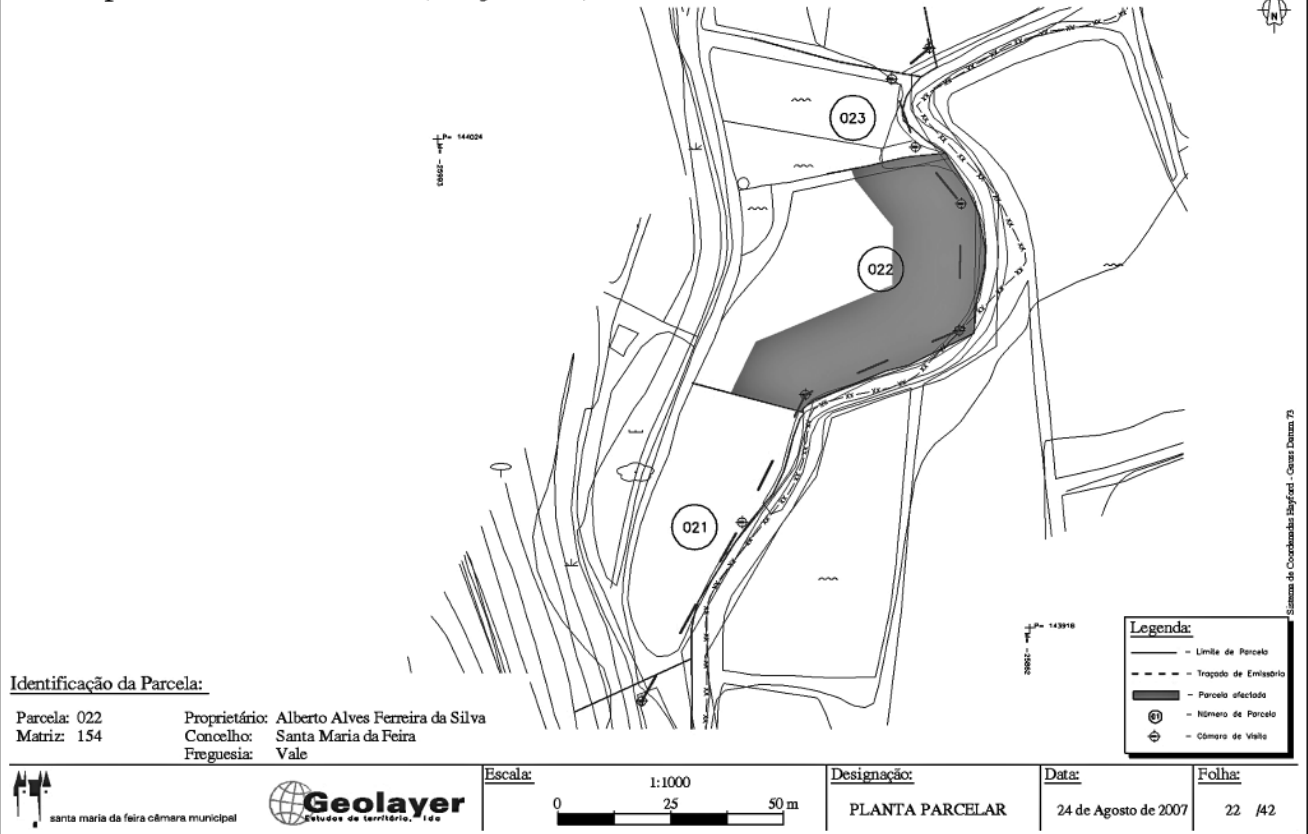 N
P= 144024
023
022
021
Sistema de Coordenadas Hayford - Gauss Datum 73
P= 143918
Legenda:
- Limite de Parcela
- Traçado de Emissário
- Parcela afectada
- Número de Parcela
- Câmara de Visita
Identificação da Parcela:
Parcela: 022
Matriz: 154
Proprietário: Alberto Alves Ferreira da Silva
Concelho: Santa Maria da Feira
Freguesia: Vale
santa maria da feira câmara municipal
Geolayer
Estudos de território, lda
Escala:
1:1000
0 25 50 m
Designação:
PLANTA PARCELAR
Data:
24 de Agosto de 2007
Folha:
22 /42